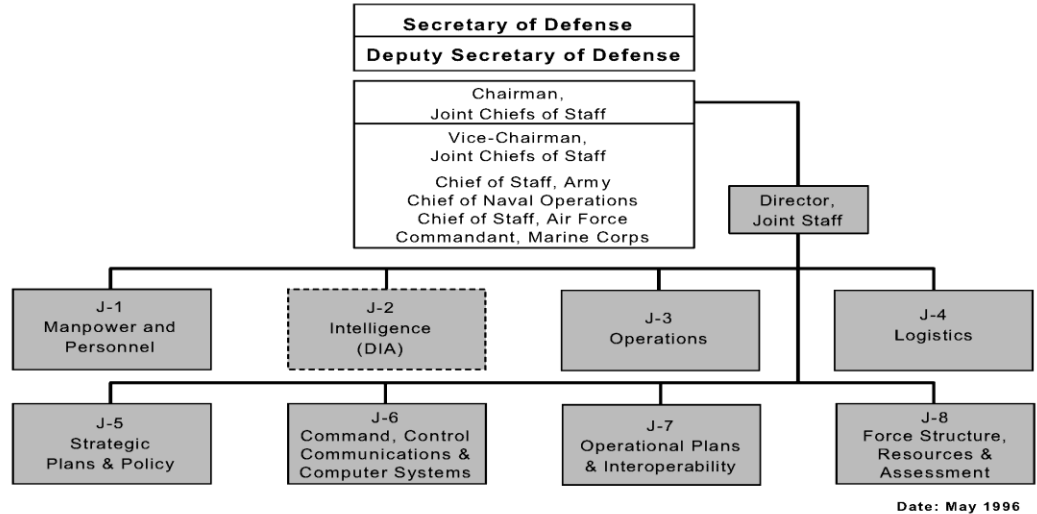 Secretary of Defense
Deputy Secretary of Defense
Chairman,
Joint Chiefs of Staff
Vice-Chairman,
Joint Chiefs of Staff
Chief of Staff, Army
Chief of Naval Operations
Chief of Staff, Air Force
Commandant, Marine Corps
Director,
Joint Staff
J-1
Manpower and
Personnel
J-2
Intelligence
(DIA)
J-3
Operations
J-4
Logistics
J-5
Strategic
Plans & Policy
J-6
Command, Control
Communications &
Computer Systems
J-7
Operational Plans
& Interoperability
J-8
Force Structure,
Resources &
Assessment
Date: May 1996